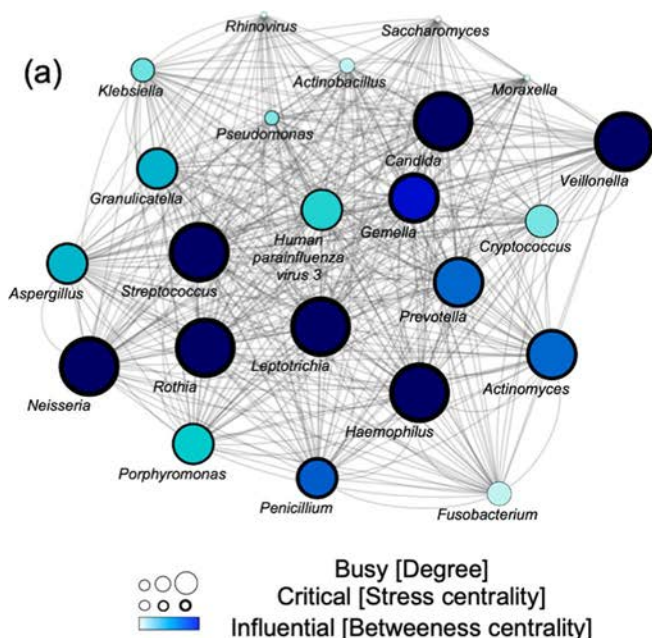 (a)
Rhinovirus
Saccharomyces
Klebsiella
Actinobacillus
Moraxella
Pseudomonas
Candida
Veillonella
Granulicatella
Human
parainfluenza
virus 3
Gemella
Cryptococcus
Aspergillus
Streptococcus
Prevotella
Neisseria
Rothia
Leptotrichia
Actinomyces
Haemophilus
Porphyromonas
Penicillium
Fusobacterium
Busy [Degree]
Critical [Stress centrality]
Influential [Betweeness centrality]